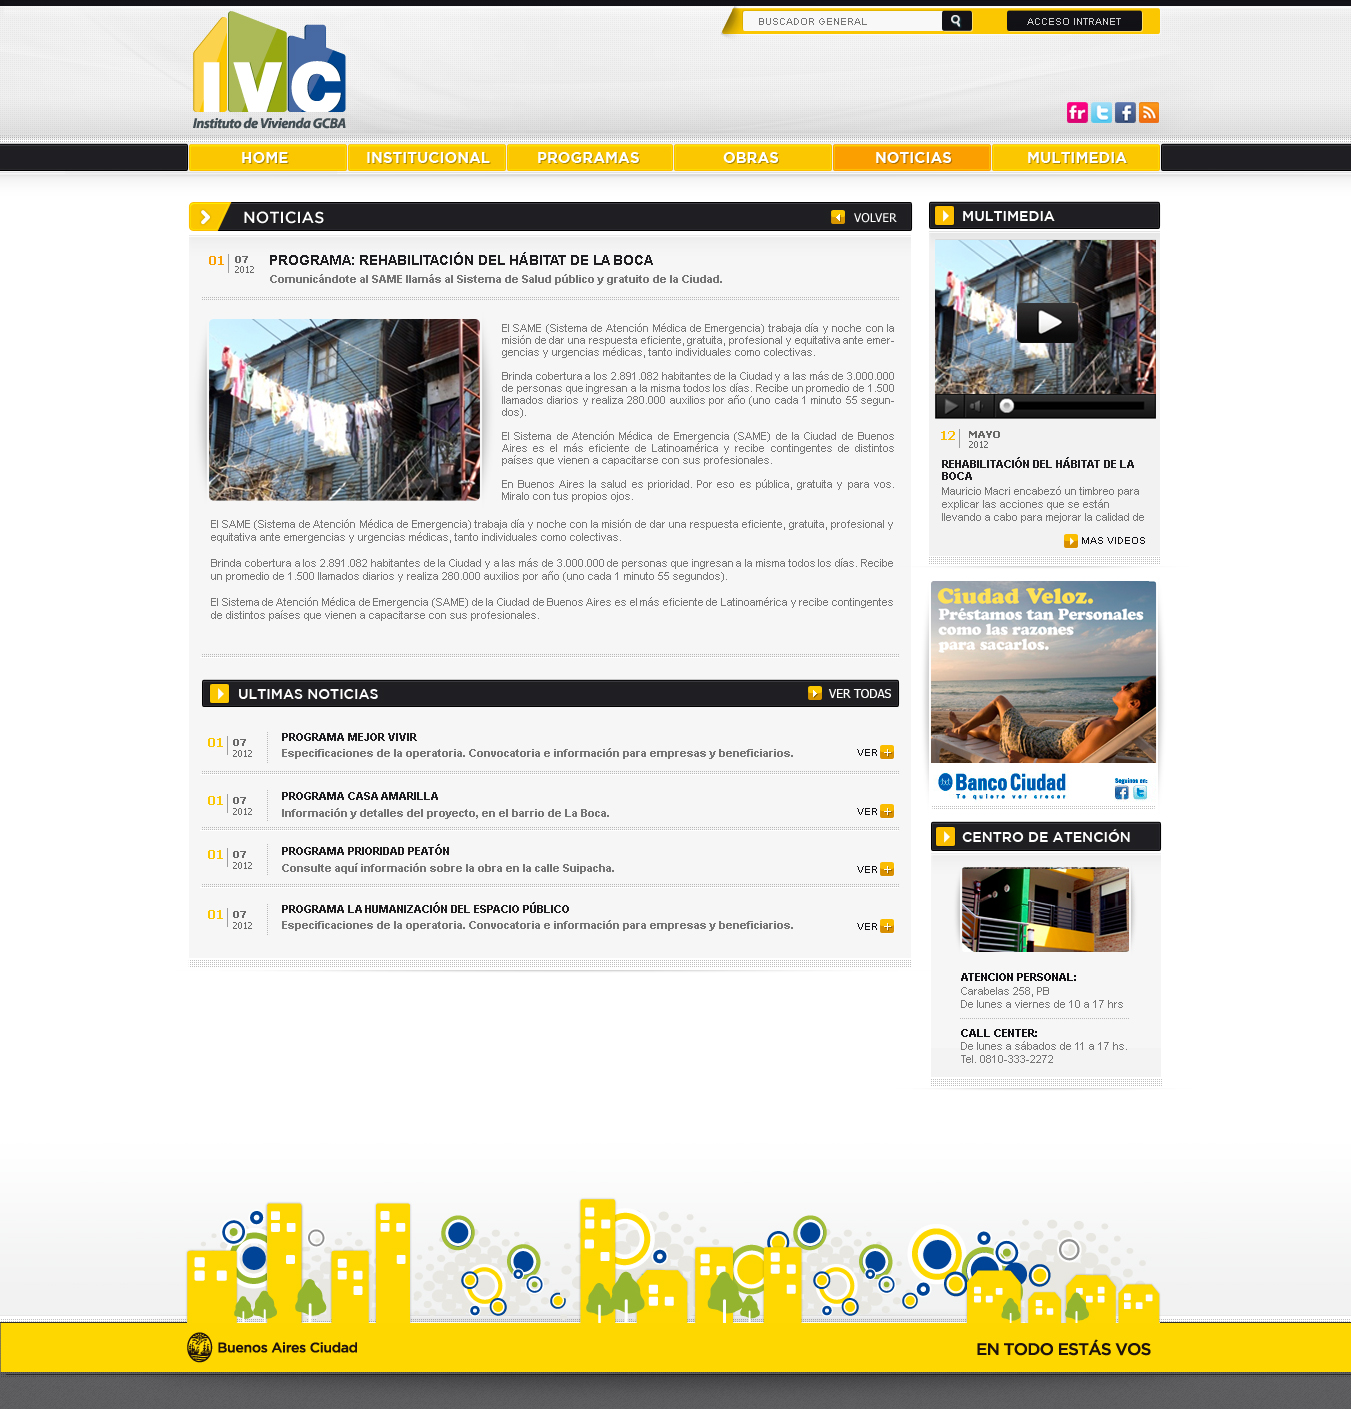 BUSCADOR GENERAL
ACCESO INTRANET
IVC
Instituto de Vivienda GCBA
fr
HOME
INSTITUCIONAL
PROGRAMAS
OBRAS
NOTICIAS
MULTIMEDIA
NOTICIAS
VOLVER
01 07
2012
PROGRAMA: REHABILITACIÓN DEL HÁBITAT DE LA BOCA
Comunicándote al SAME llamás al Sistema de Salud público y gratuito de la Ciudad.
El SAME (Sistema de Atención Médica de Emergencia) trabaja día y noche con la
misión de dar una respuesta eficiente, gratuita, profesional y equitativa ante emer-
gencias y urgencias médicas, tanto individuales como colectivas.
Brinda cobertura a los 2.891.082 habitantes de la Ciudad y a las más de 3.000.000
de personas que ingresan a la misma todos los días. Recibe un promedio de 1.500
llamados diarios y realiza 280.000 auxilios por año (uno cada 1 minuto 55 segun-
dos).
El Sistema de Atención Médica de Emergencia (SAME) de la Ciudad de Buenos
Aires es el más eficiente de Latinoamérica y recibe contingentes de distintos
países que vienen a capacitarse con sus profesionales.
En Buenos Aires la salud es prioridad. Por eso es pública, gratuita y para vos.
Miralo con tus propios ojos.
El SAME (Sistema de Atención Médica de Emergencia) trabaja día y noche con la misión de dar una respuesta eficiente, gratuita, profesional y
equitativa ante emergencias y urgencias médicas, tanto individuales como colectivas.
Brinda cobertura a los 2.891.082 habitantes de la Ciudad y a las más de 3.000.000 de personas que ingresan a la misma todos los días. Recibe
un promedio de 1.500 llamados diarios y realiza 280.000 auxilios por año (uno cada 1 minuto 55 segundos).
El Sistema de Atención Médica de Emergencia (SAME) de la Ciudad de Buenos Aires es el más eficiente de Latinoamérica y recibe contingentes
de distintos países que vienen a capacitarse con sus profesionales.
ULTIMAS NOTICIAS
VER TODAS
01 07
2012
PROGRAMA MEJOR VIVIR
Especificaciones de la operatoria. Convocatoria e información para empresas y beneficiarios.
VER
01 07
2012
PROGRAMA CASA AMARILLA
Información y detalles del proyecto, en el barrio de La Boca.
VER
01 07
2012
PROGRAMA PRIORIDAD PEATÓN
Consulte aquí información sobre la obra en la calle Suipacha.
VER
01 07
2012
PROGRAMA LA HUMANIZACIÓN DEL ESPACIO PÚBLICO
Especificaciones de la operatoria. Convocatoria e información para empresas y beneficiarios.
VER
MULTIMEDIA
12 MAYO
2012
REHABILITACIÓN DEL HÁBITAT DE LA
BOCA
Mauricio Macri encabezó un timbreo para
explicar las acciones que se están
llevando a cabo para mejorar la calidad de
MAS VIDEOS
Ciudad Veloz.
Préstamos tan Personales
como las razones
para sacarlos.
Banco Ciudad
Te quiere ver crecer
Seguinos en:
CENTRO DE ATENCIÓN
ATENCION PERSONAL:
Carabelas 258, PB
De lunes a viernes de 10 a 17 hrs
CALL CENTER:
De lunes a sábados de 11 a 17 hs.
Tel. 0810-333-2272
Buenos Aires Ciudad
EN TODO ESTÁS VOS